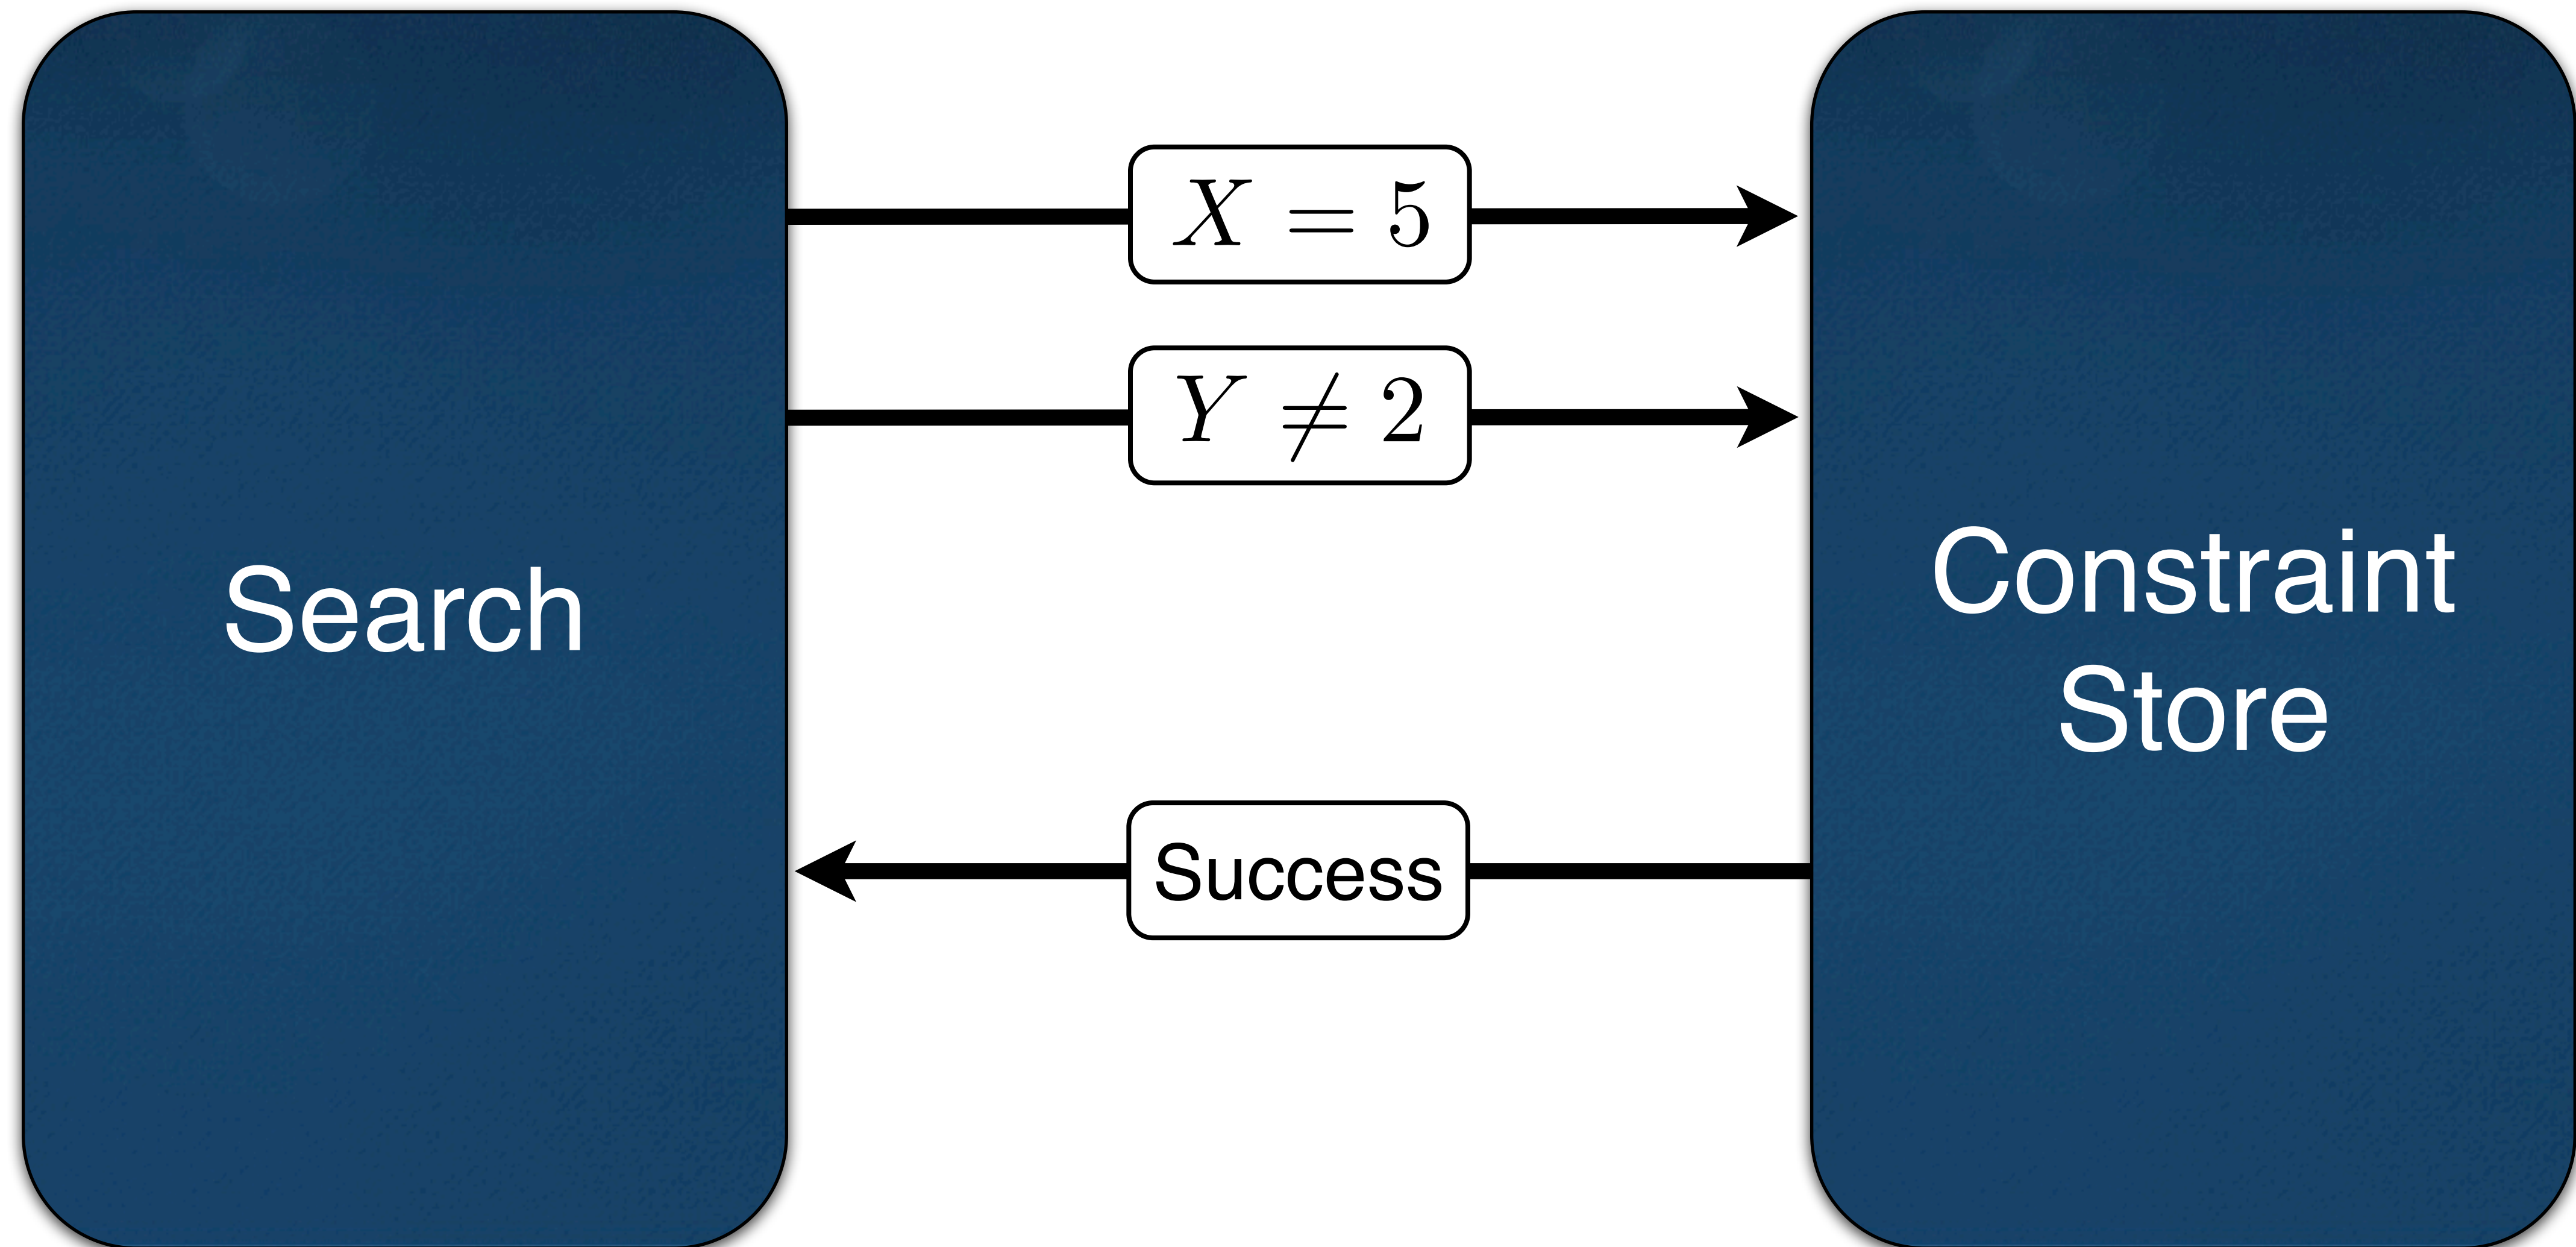 X = 5
Y ≠ 2
Search
Constraint
Store
Success